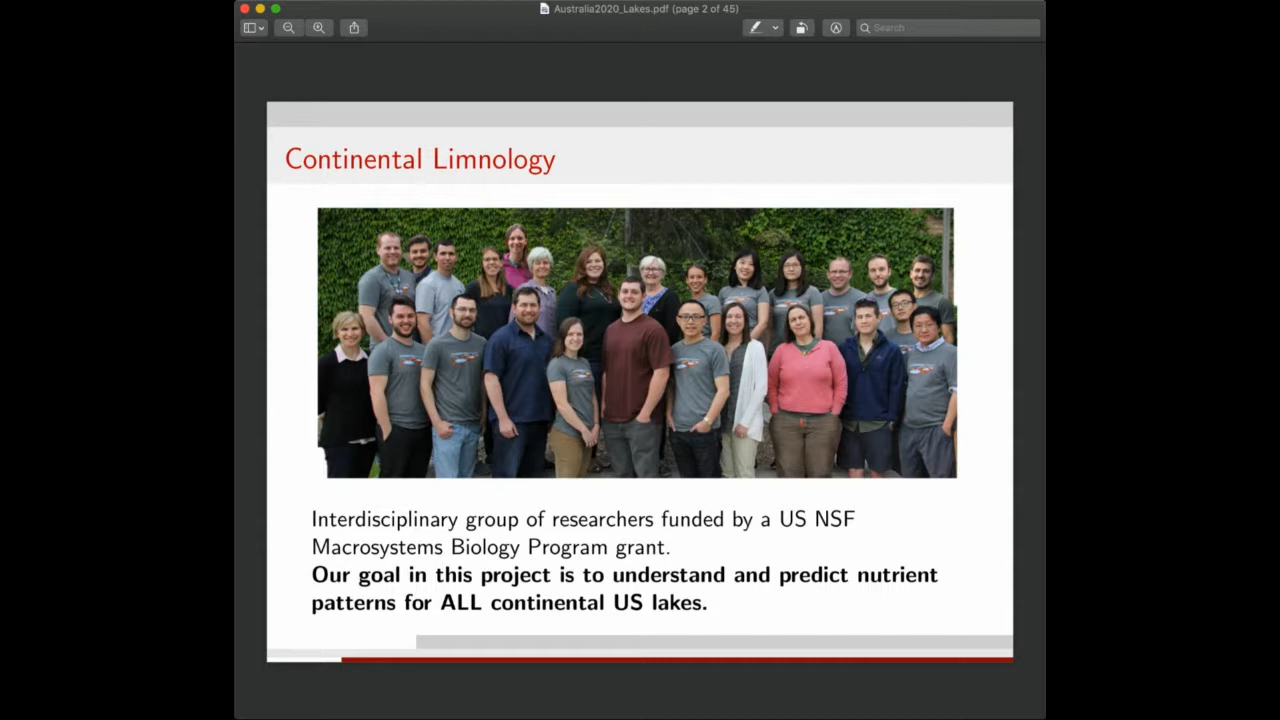 Australia2020_Lakes.pdf (page 2 of 45)
Search
Continental Limnology
Interdisciplinary group of researchers funded by a US NSF
Macrosystems Biology Program grant.
Our goal in this project is to understand and predict nutrient
patterns for ALL continental US lakes.